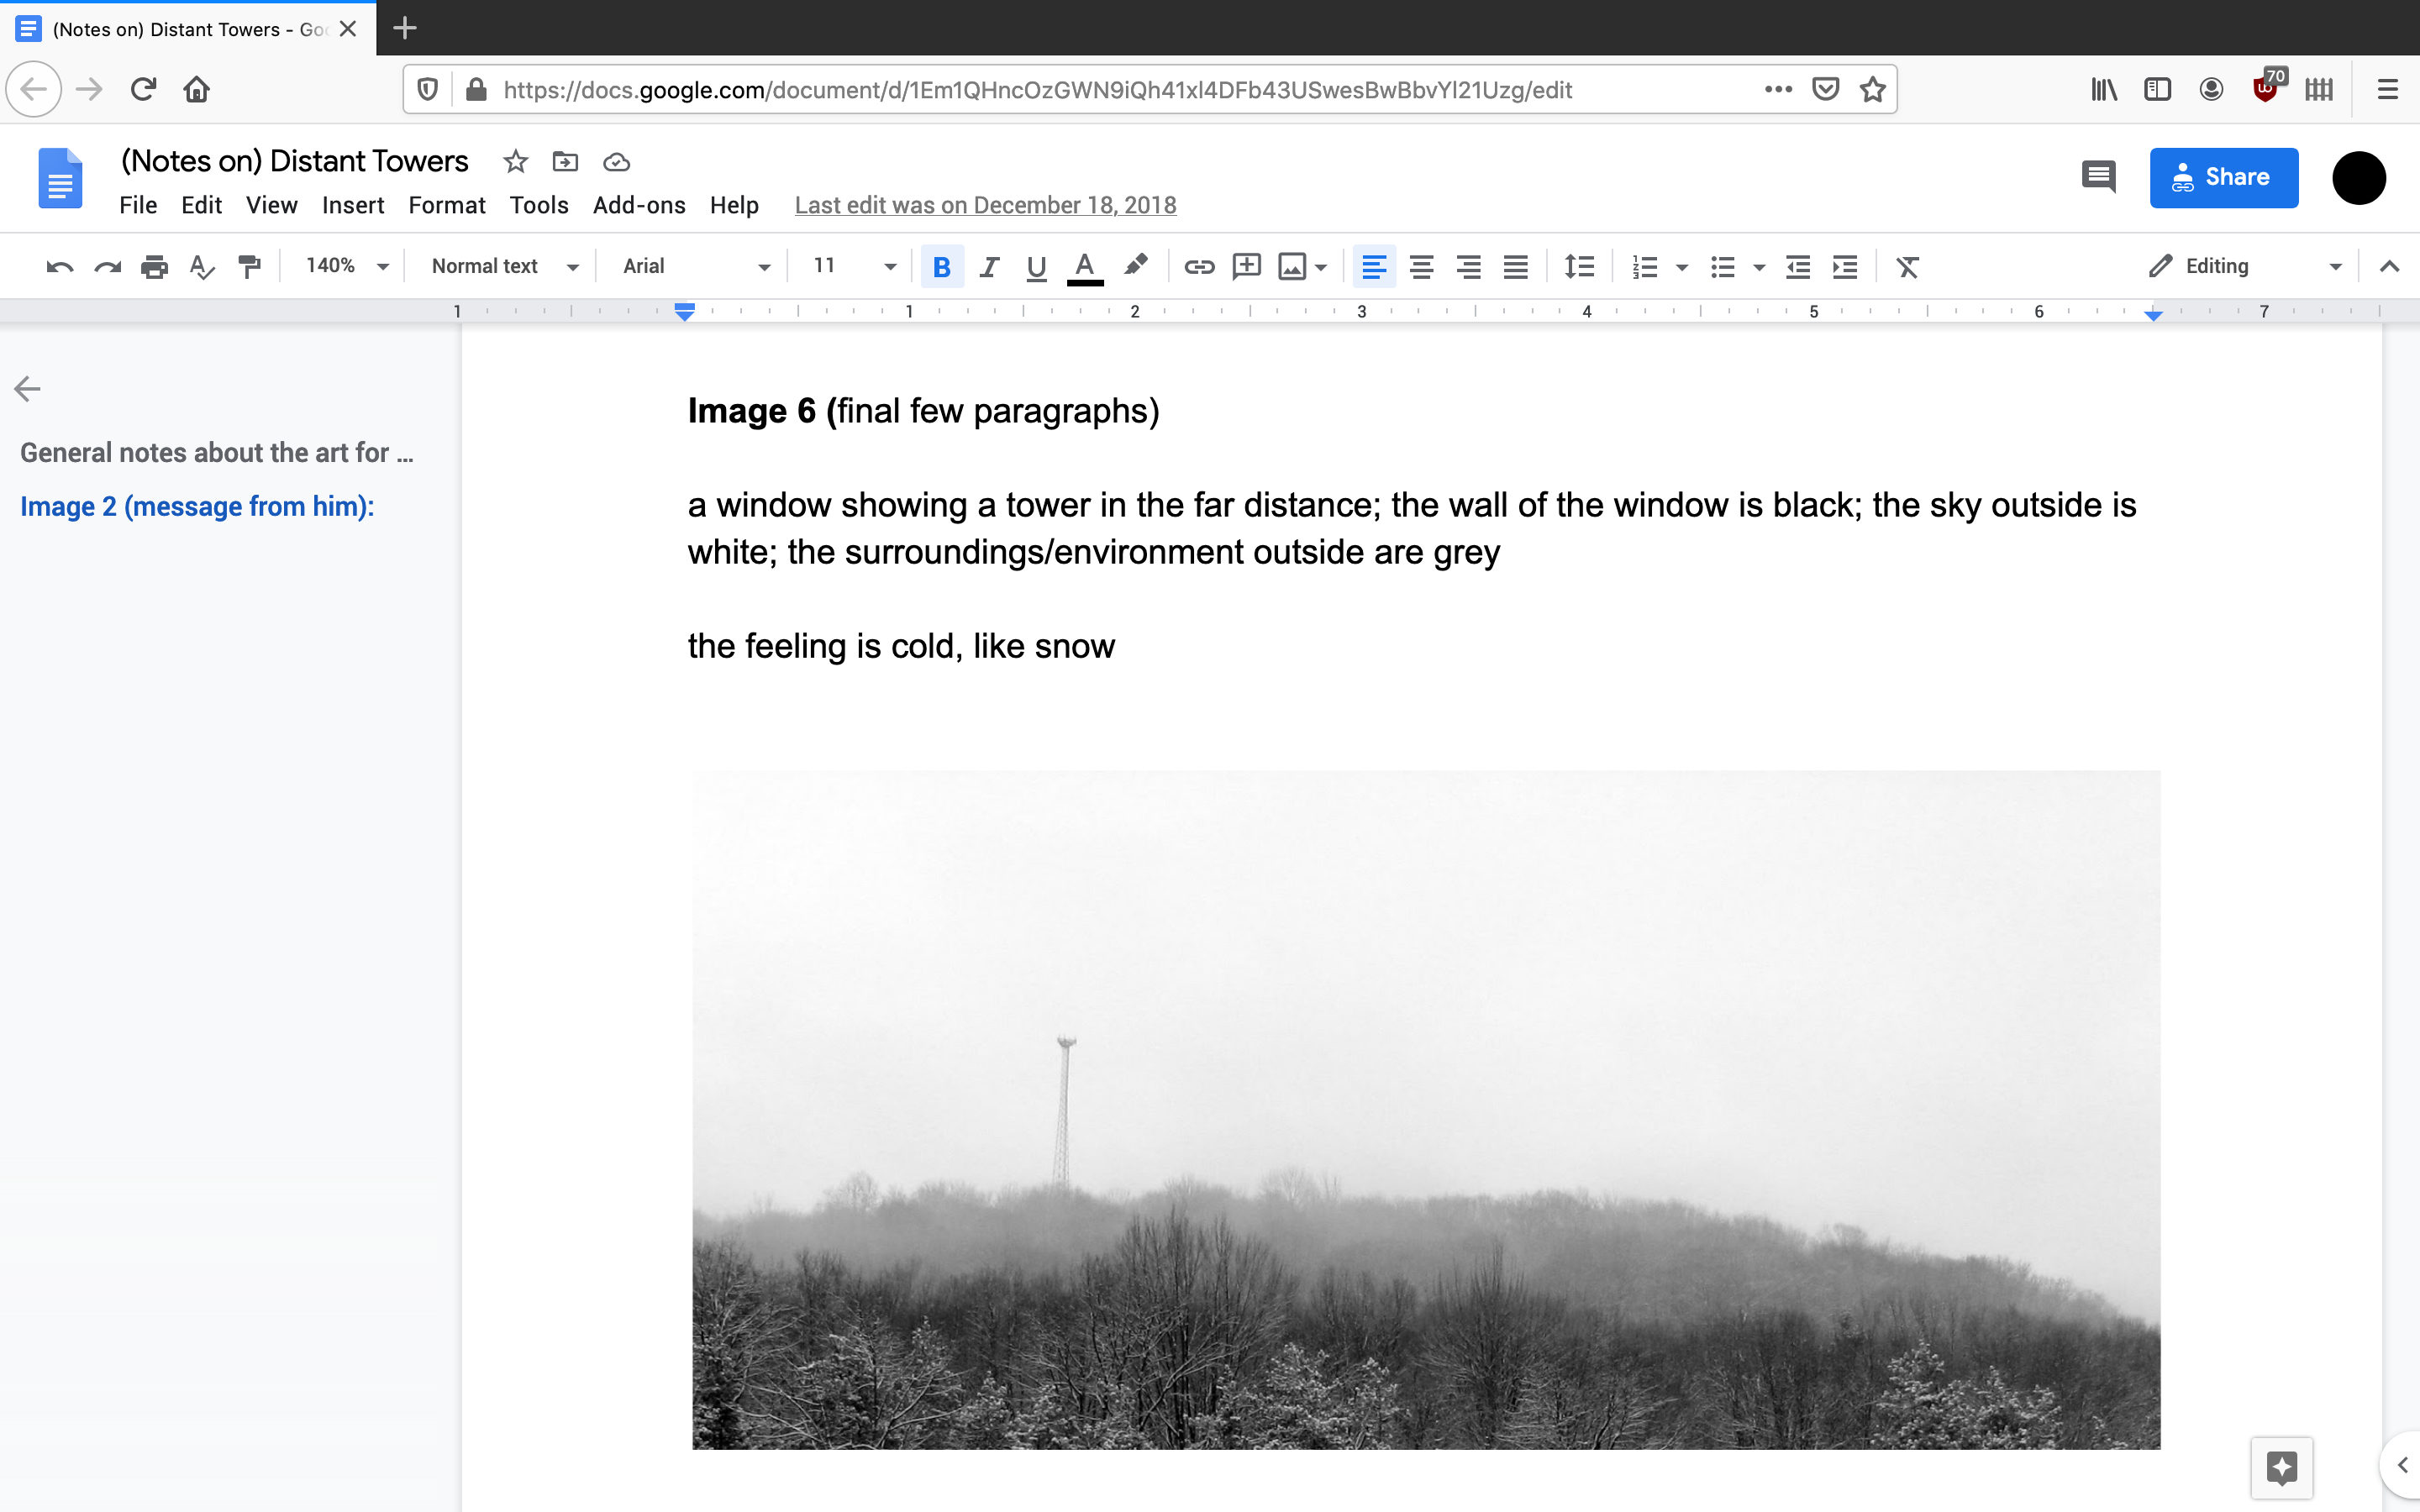 (Notes on) Distant Towers - Goo
https://docs.google.com/document/d/1Em1QHncOzGWN9iQh41xl4DFb43USwesBwBbvYl21Uzg/edit
70
(Notes on) Distant Towers
Share
File Edit View Insert Format Tools Add-ons Help Last edit was on December 18, 2018
140% Normal text Arial 11 B I U A Editing
1 1 2 3 4 5 6 7
General notes about the art for ...
Image 2 (message from him):
Image 6 (final few paragraphs)
a window showing a tower in the far distance; the wall of the window is black; the sky outside is
white; the surroundings/environment outside are grey
the feeling is cold, like snow